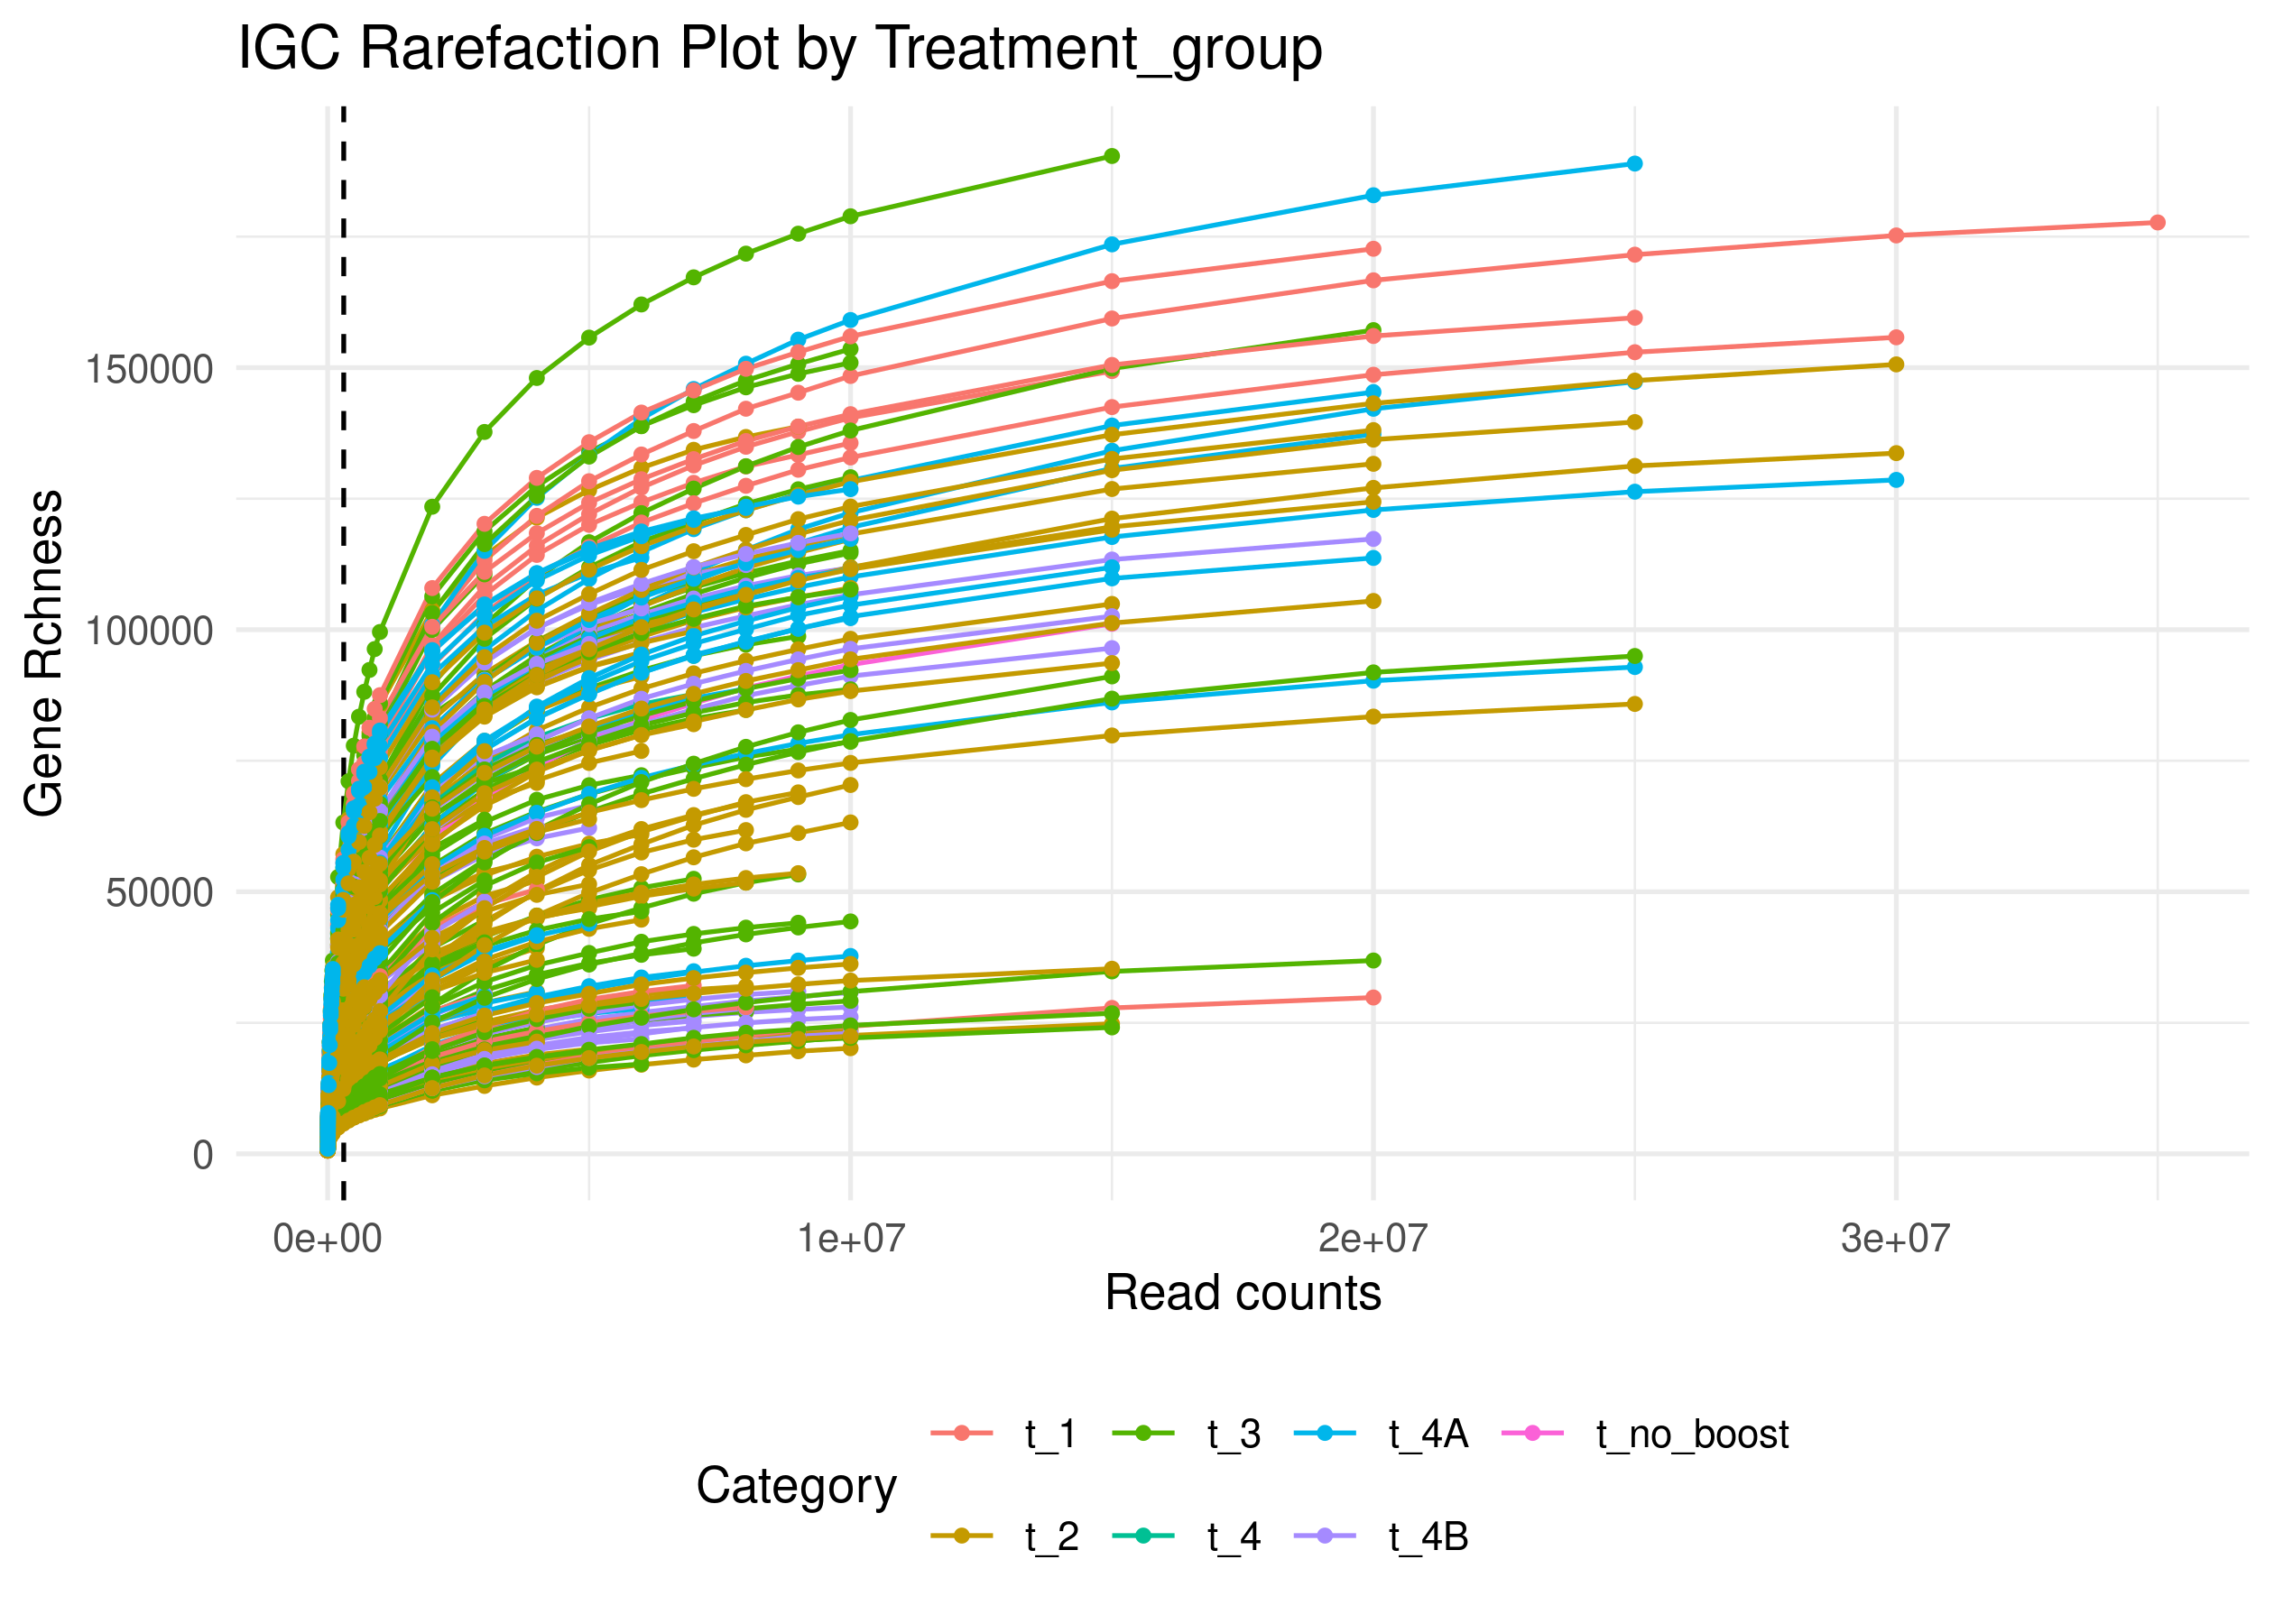 IGC Rarefaction Plot by Treatment_group
Gene Rchness
150000
100000
50000
0
0e+00 1e+07 2e+07 3e+07
Read counts
Category
t_1 t_3 t_4A t_no_boost
t_2 t_4 t_4B